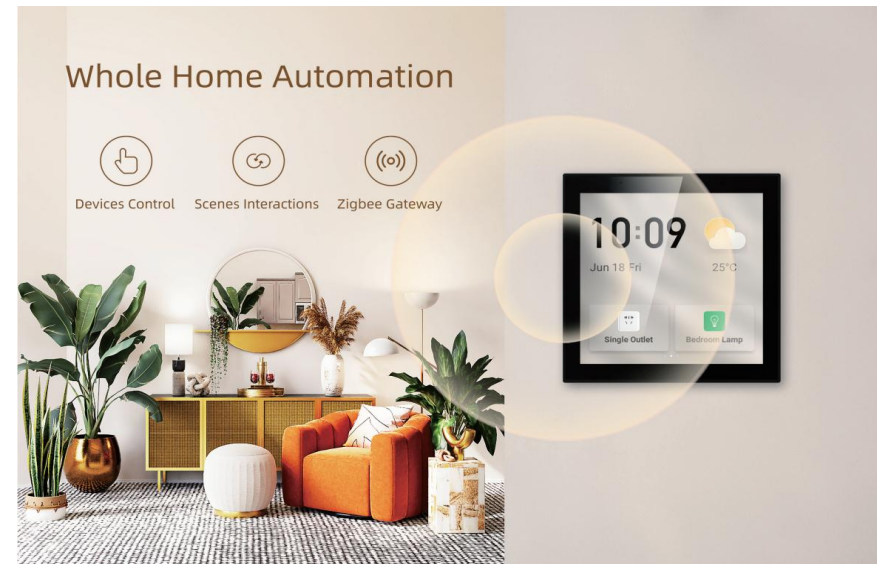 Whole Home Automation
Devices Control
Scenes Interactions
Zigbee Gateway
10:09
Jun 18 Fri
25°C
Single Outlet
Bedroom Lamp